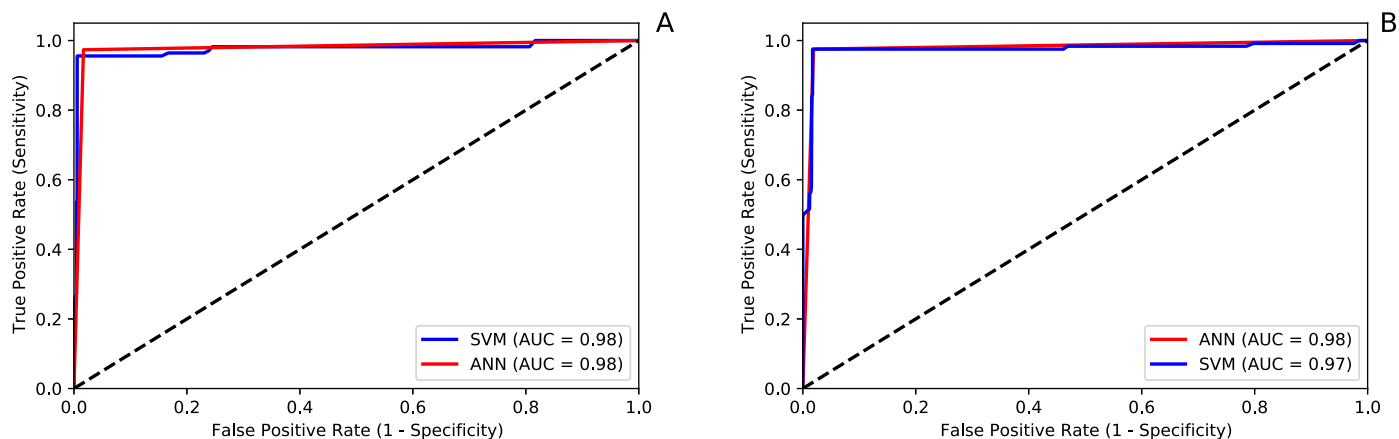 A
1.0
0.8
0.6
0.4
0.2
0.0
True Positive Rate (Sensitivity)
SVM (AUC = 0.98)
ANN (AUC = 0.98)
0.0 0.2 0.4 0.6 0.8 1.0
False Positive Rate (1 - Specificity)
B
1.0
0.8
0.6
0.4
0.2
0.0
True Positive Rate (Sensitivity)
ANN (AUC = 0.98)
SVM (AUC = 0.97)
0.0 0.2 0.4 0.6 0.8 1.0
False Positive Rate (1 - Specificity)